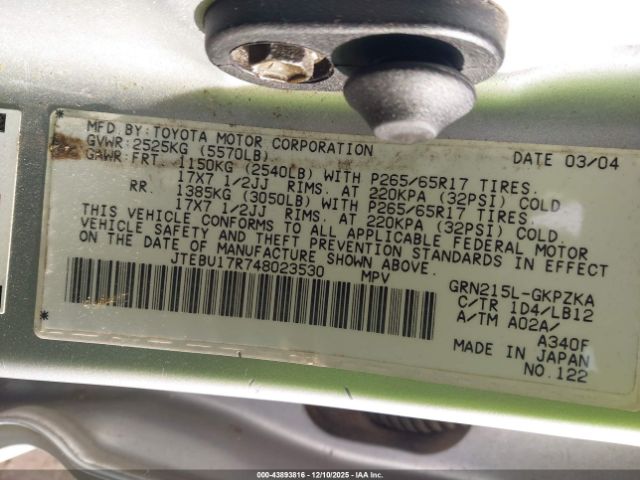 MFD.BY:TOYOTA MOTOR CORPORATION DATE 03/04
GVWR:2525KG (5570LB)
GAWR:FRT. 1150KG (2540LB) WITH P265/65R17 TIRES.
17X7 1/2JJ RIMS. AT 220KPA (32PSI) COLD
RR. 1385KG (3050LB) WITH P265/65R17 TIRES.
17X7 1/2JJ RIMS. AT 220KPA (32PSI) COLD
THIS VEHICLE CONFORMS TO ALL APPLICABLE FEDERAL MOTOR
VEHICLE SAFETY AND THEFT PREVENTION STANDARDS IN EFFECT
ON THE DATE OF MANUFACTURE SHOWN ABOVE.
JTEBU17R748023530 MPV
GRN215L-GKPZKA
C/TR 1D4/LB12
A/TM A02A/
A340F
MADE IN JAPAN
NO.122
000-43893816 - 12/10/2025 - IAA Inc.